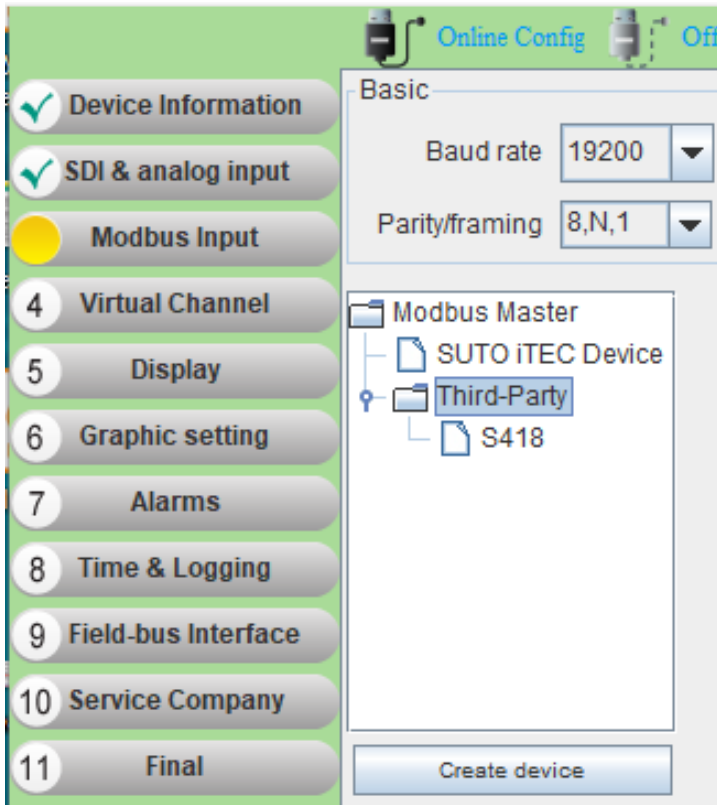 Online Config
Off
Device Information
SDI & analog input
Modbus Input
4 Virtual Channel
5 Display
6 Graphic setting
7 Alarms
8 Time & Logging
9 Field-bus Interface
10 Service Company
11 Final
Basic
Baud rate 19200
Parity/framing 8,N,1
Modbus Master
SUTO iTEC Device
Third-Party
S418
Create device